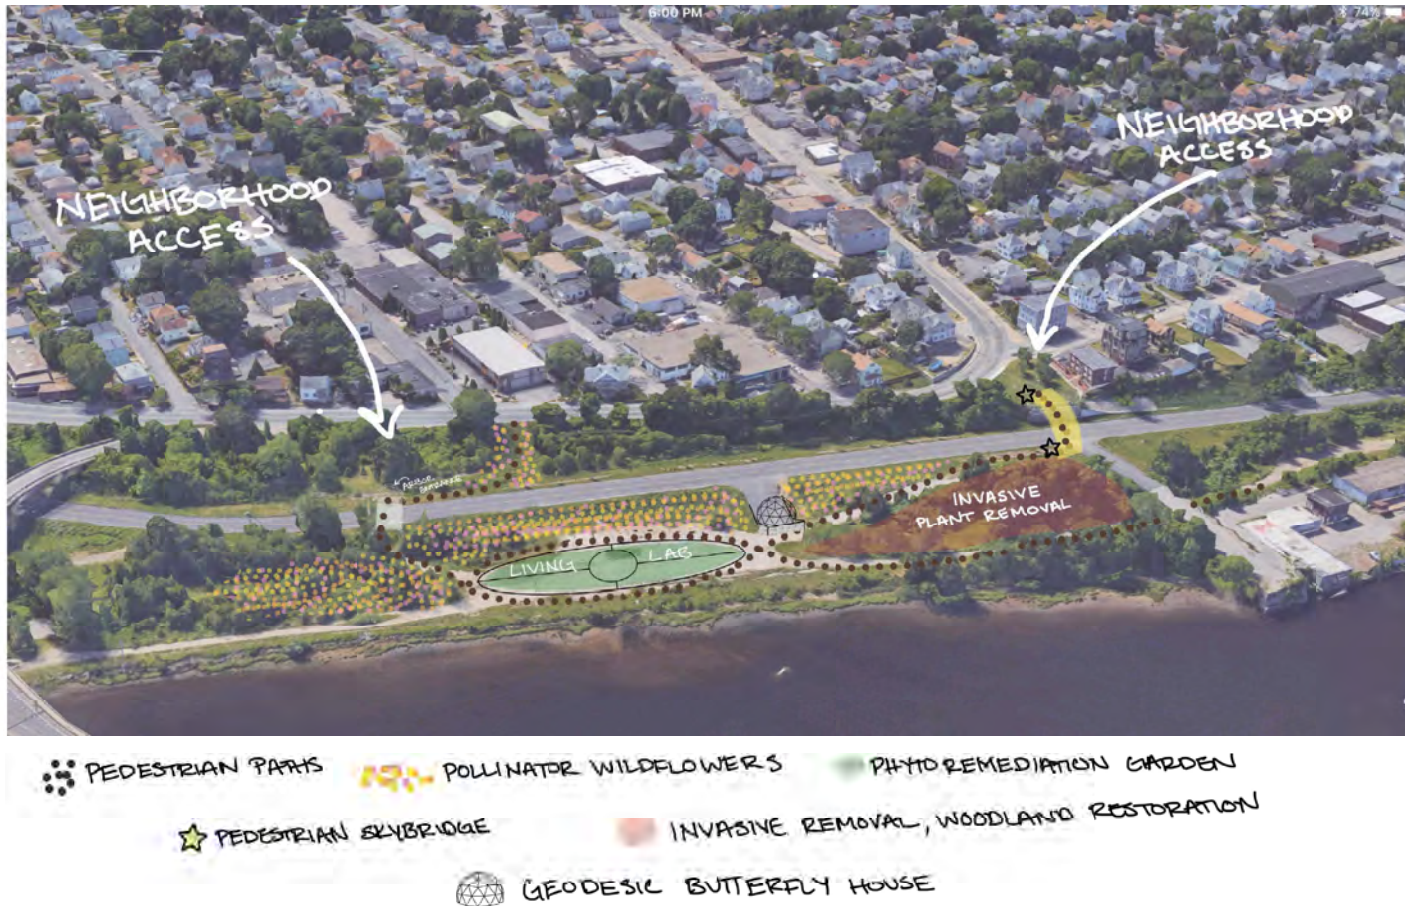 6:00 PM
74%
NEIGHBORHOOD
ACCESS
NEIGHBORHOOD
ACCESS
INVASIVE
PLANT REMOVAL
LIVING LAB
PEDESTRIAN PATHS
POLLINATOR WILDFLOWERS
PHYTOREMEDIATION GARDEN
PEDESTRIAN SKYBRIDGE
INVASIVE REMOVAL, WOODLAND RESTORATION
GEODESIC BUTTERFLY HOUSE